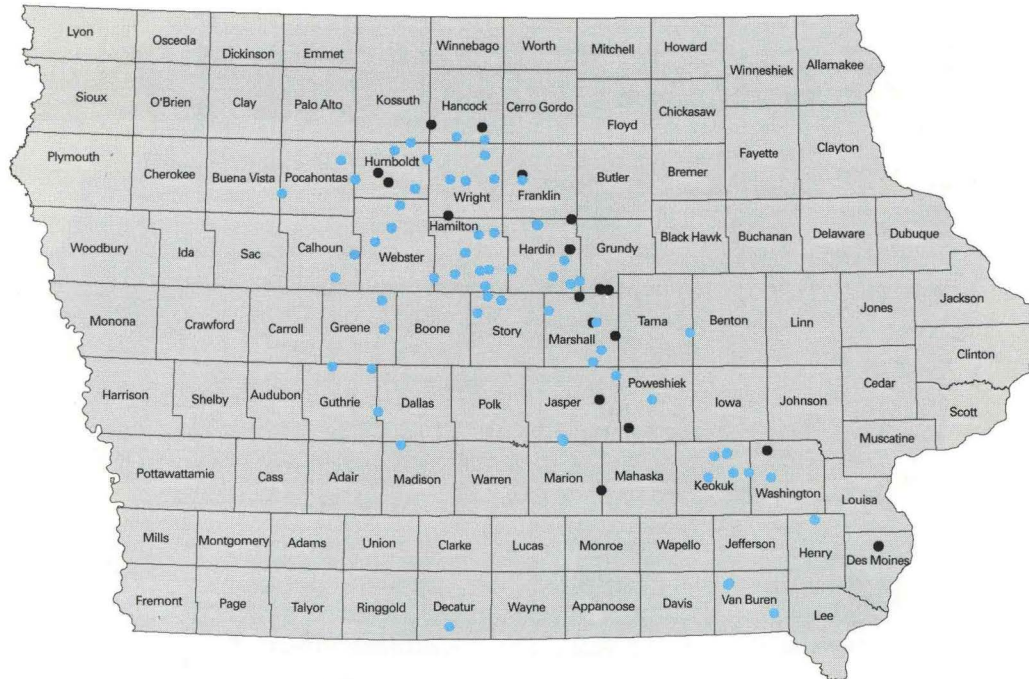 Lyon
Osceola
Dickinson
Emmet
Winnebago
Worth
Mitchell
Howard
Winneshiek
Allamakee
Sioux
O'Brien
Clay
Palo Alto
Kossuth
Hancock
Cerro Gordo
Floyd
Chickasaw
Plymouth
Cherokee
Buena Vista
Pocahontas
Humboldt
Wright
Franklin
Butler
Bremer
Fayette
Clayton
Woodbury
Ida
Sac
Calhoun
Webster
Hamilton
Hardin
Grundy
Black Hawk
Buchanan
Delaware
Dubuque
Monona
Crawford
Carroll
Greene
Boone
Story
Marshall
Tama
Benton
Linn
Jones
Jackson
Clinton
Harrison
Shelby
Audubon
Guthrie
Dallas
Polk
Jasper
Poweshiek
Iowa
Johnson
Cedar
Scott
Muscatine
Pottawattamie
Cass
Adair
Madison
Warren
Marion
Mahaska
Keokuk
Washington
Louisa
Mills
Montgomery
Adams
Union
Clarke
Lucas
Monroe
Wapello
Jefferson
Henry
Des Moines
Fremont
Page
Talyor
Ringgold
Decatur
Wayne
Appanoose
Davis
Van Buren
Lee